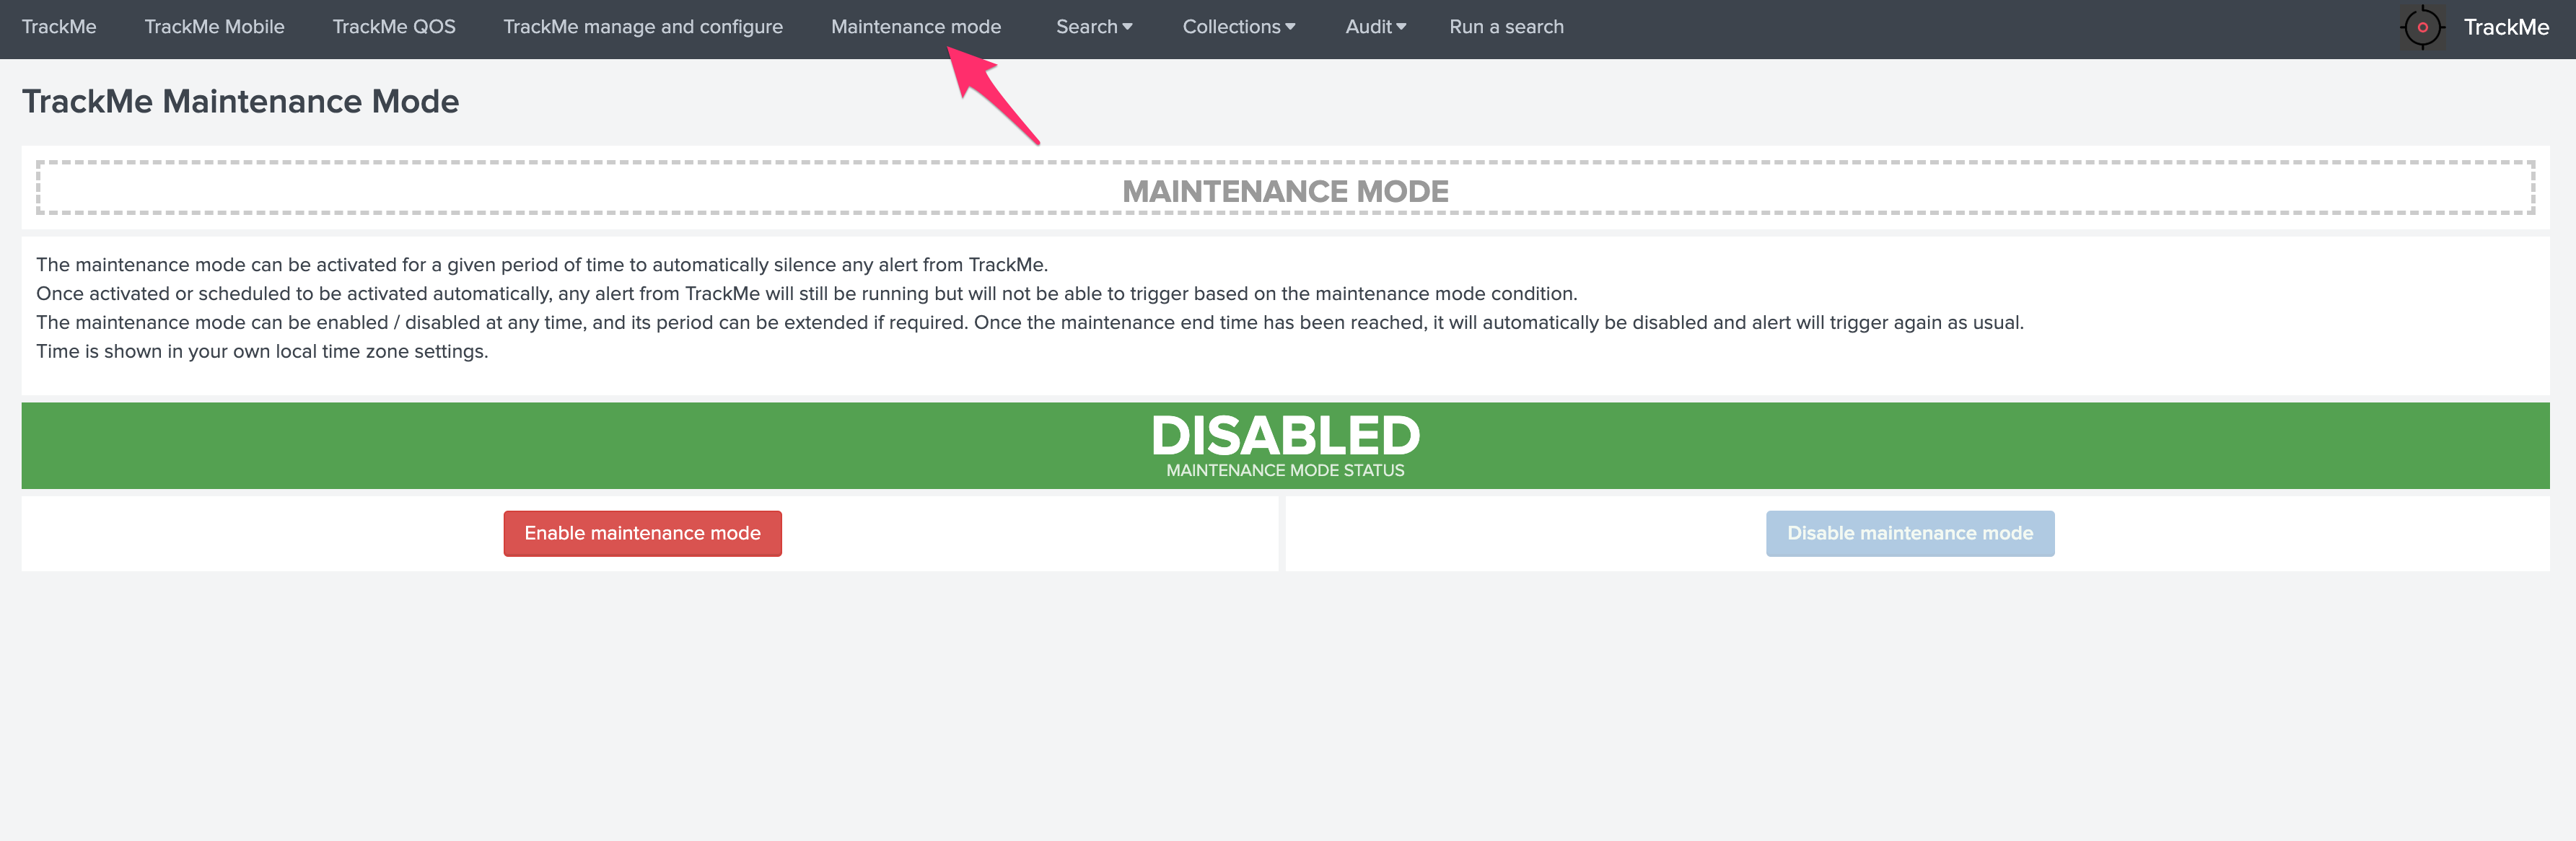 TrackMe TrackMe Mobile TrackMe QOS TrackMe manage and configure Maintenance mode Search Collections Audit Run a search TrackMe
TrackMe Maintenance Mode
MAINTENANCE MODE
The maintenance mode can be activated for a given period of time to automatically silence any alert from TrackMe.
Once activated or scheduled to be activated automatically, any alert from TrackMe will still be running but will not be able to trigger based on the maintenance mode condition.
The maintenance mode can be enabled / disabled at any time, and its period can be extended if required. Once the maintenance end time has been reached, it will automatically be disabled and alert will trigger again as usual.
Time is shown in your own local time zone settings.
DISABLED
MAINTENANCE MODE STATUS
Enable maintenance mode Disable maintenance mode